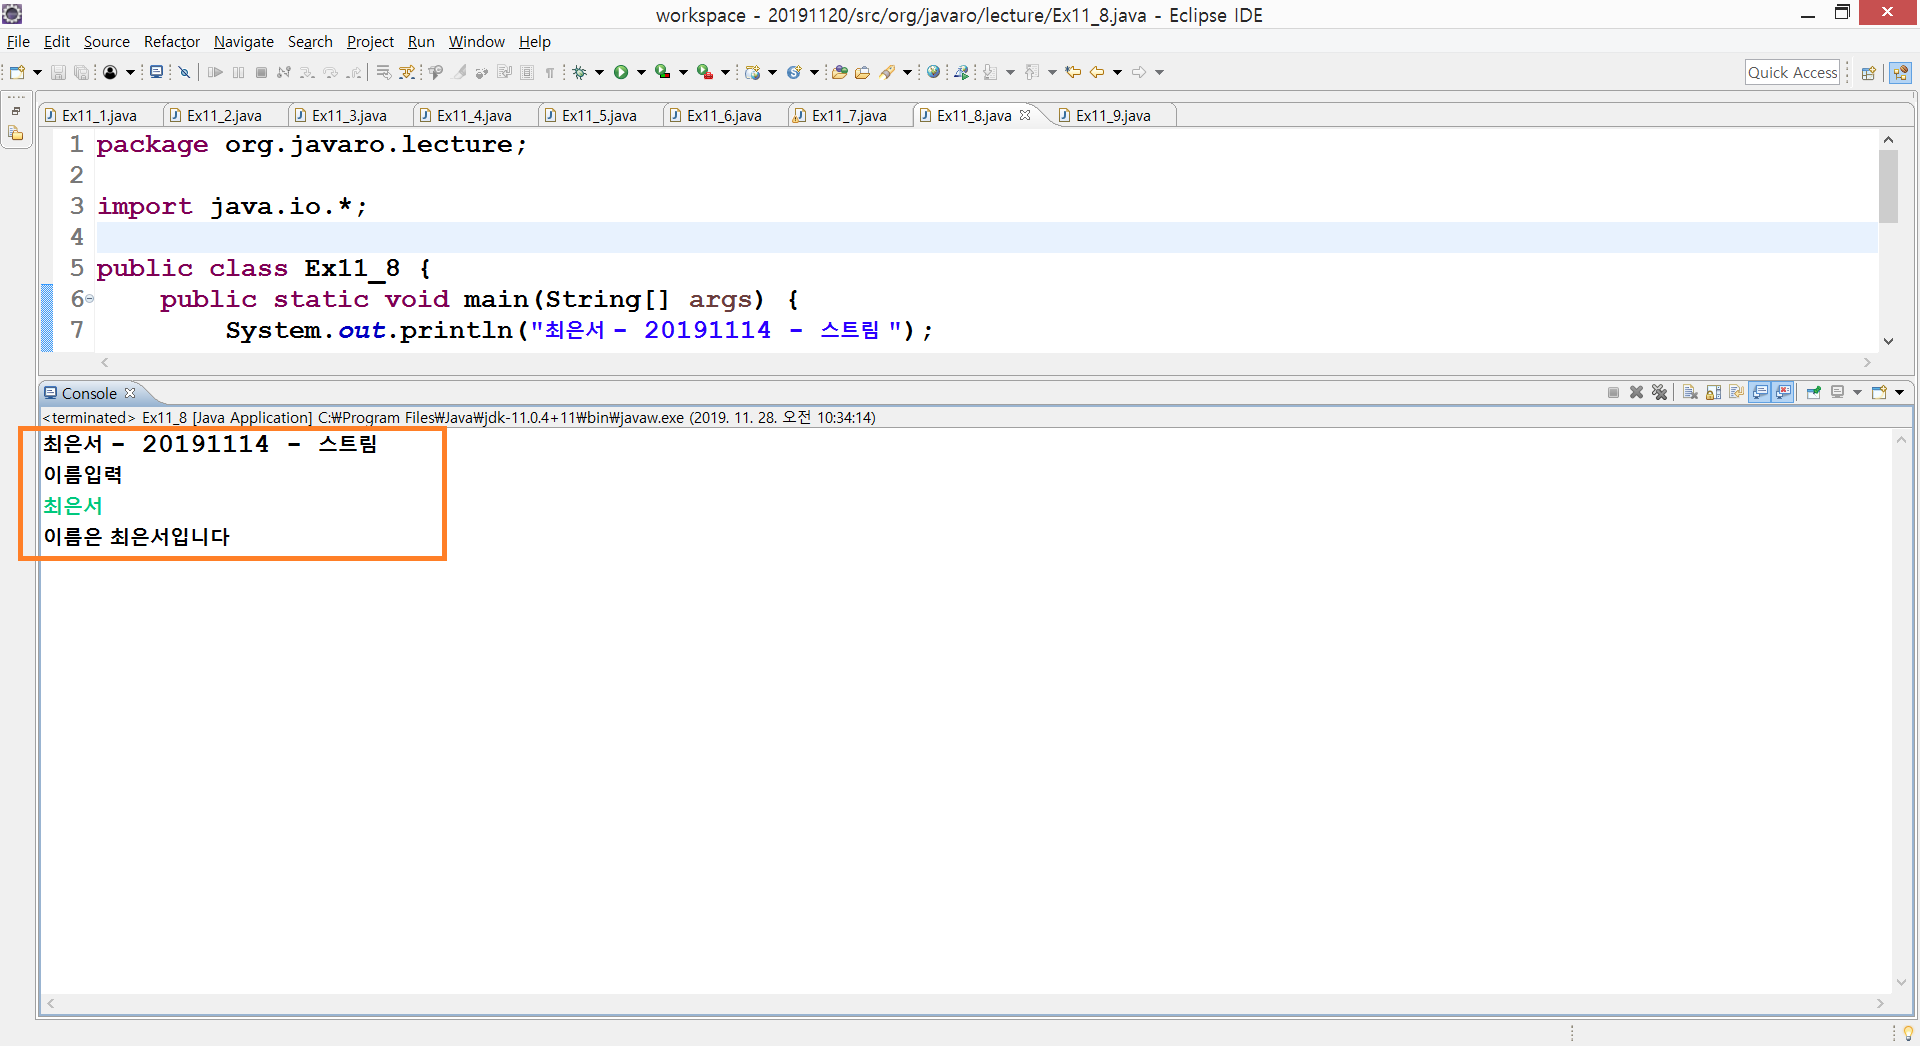 workspace - 20191120/src/org/javaro/lecture/Ex11_8.java - Eclipse IDE
File Edit Source Refactor Navigate Search Project Run Window Help
Quick Access
Ex11_1.java Ex11_2.java Ex11_3.java Ex11_4.java Ex11_5.java Ex11_6.java Ex11_7.java Ex11_8.java Ex11_9.java
1 package org.javaro.lecture;
2
3 import java.io.*;
4
5 public class Ex11_8 {
6 public static void main(String[] args) {
7 System.out.println("최은서 - 20191114 - 스트림 ");
Console
<terminated> Ex11_8 [Java Application] C:₩Program Files₩Java₩jdk-11.0.4+11₩bin₩javaw.exe (2019. 11. 28. 오전 10:34:14)
최은서 - 20191114 - 스트림
이름입력
최은서
이름은 최은서입니다